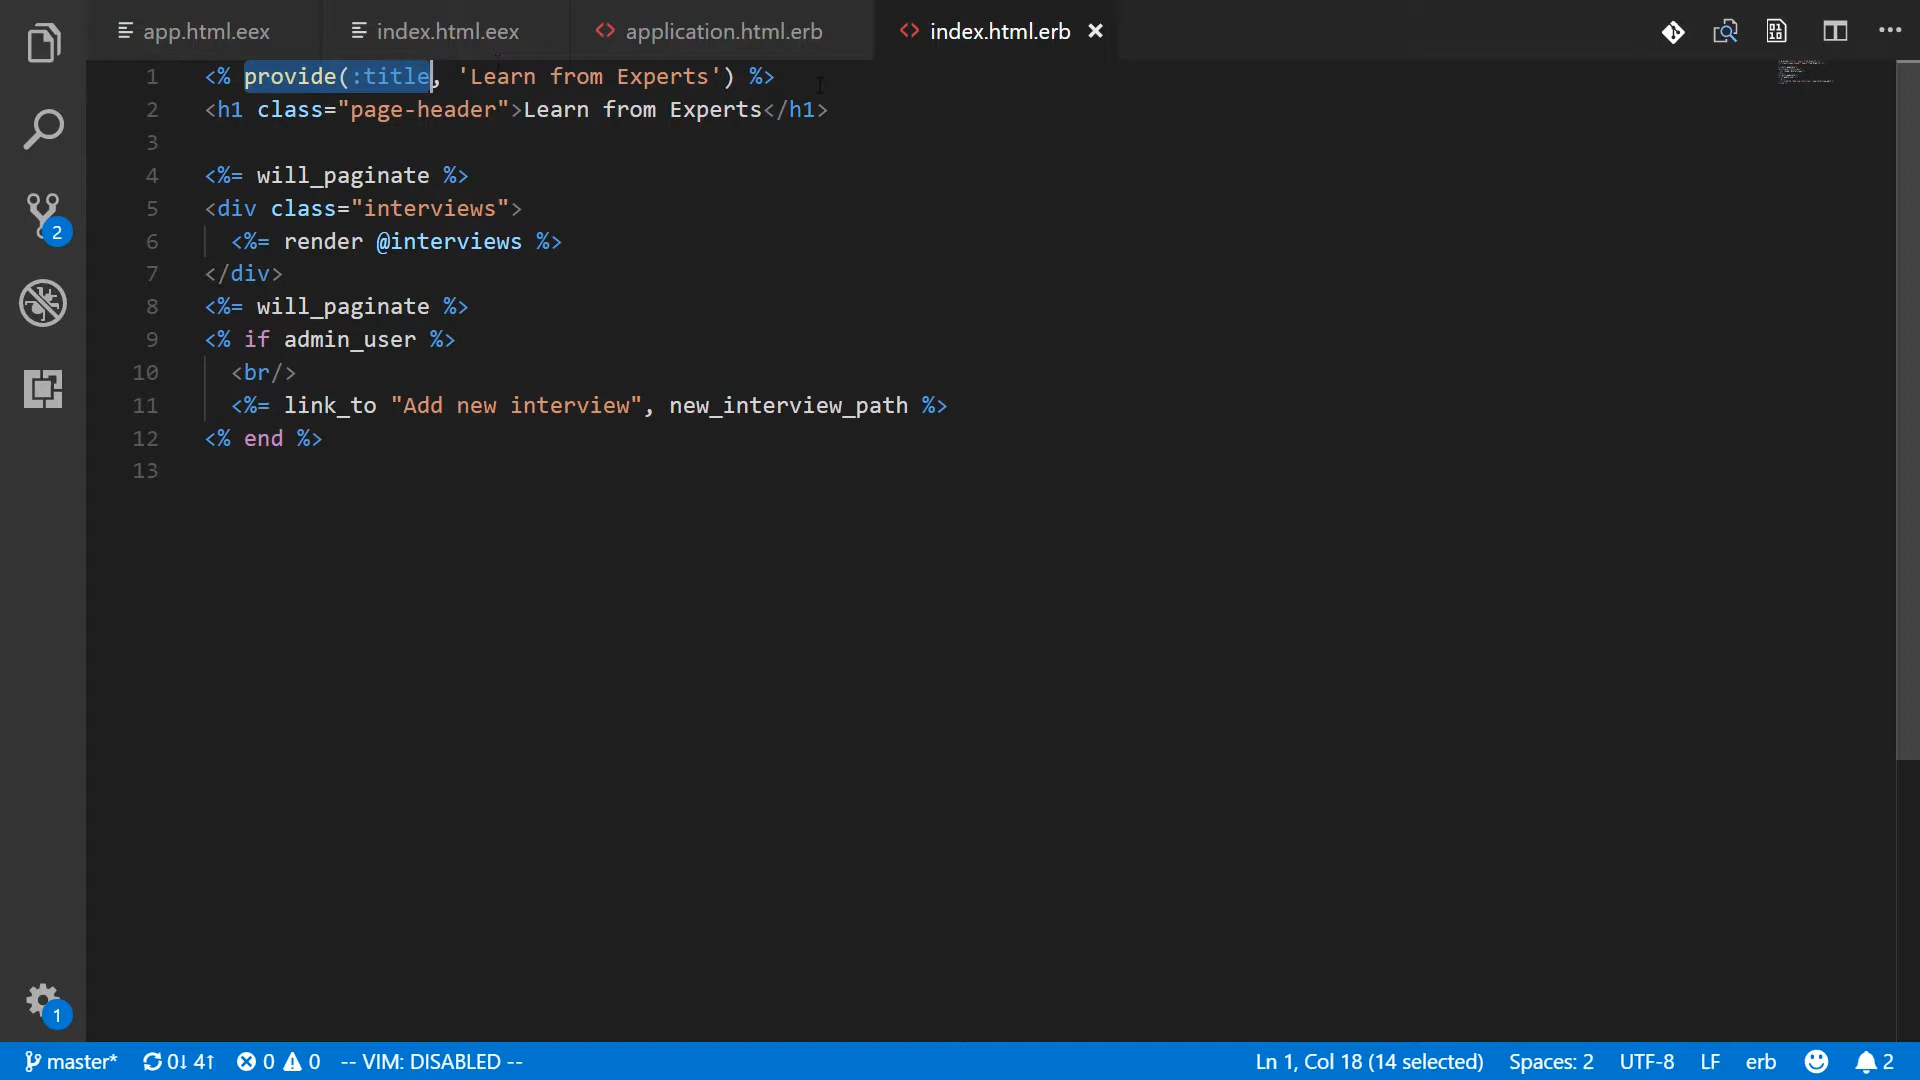 app.html.eex index.html.eex application.html.erb index.html.erb
1 <% provide(:title, 'Learn from Experts') %>
2 <h1 class="page-header">Learn from Experts</h1>
3
4 <%= will_paginate %>
5 <div class="interviews">
6 <%= render @interviews %>
7 </div>
8 <%= will_paginate %>
9 <% if admin_user %>
10 <br/>
11 <%= link_to "Add new interview", new_interview_path %>
12 <% end %>
13
2
1
master* 0↓ 4↑ 0 0 -- VIM: DISABLED -- Ln 1, Col 18 (14 selected) Spaces: 2 UTF-8 LF erb 2